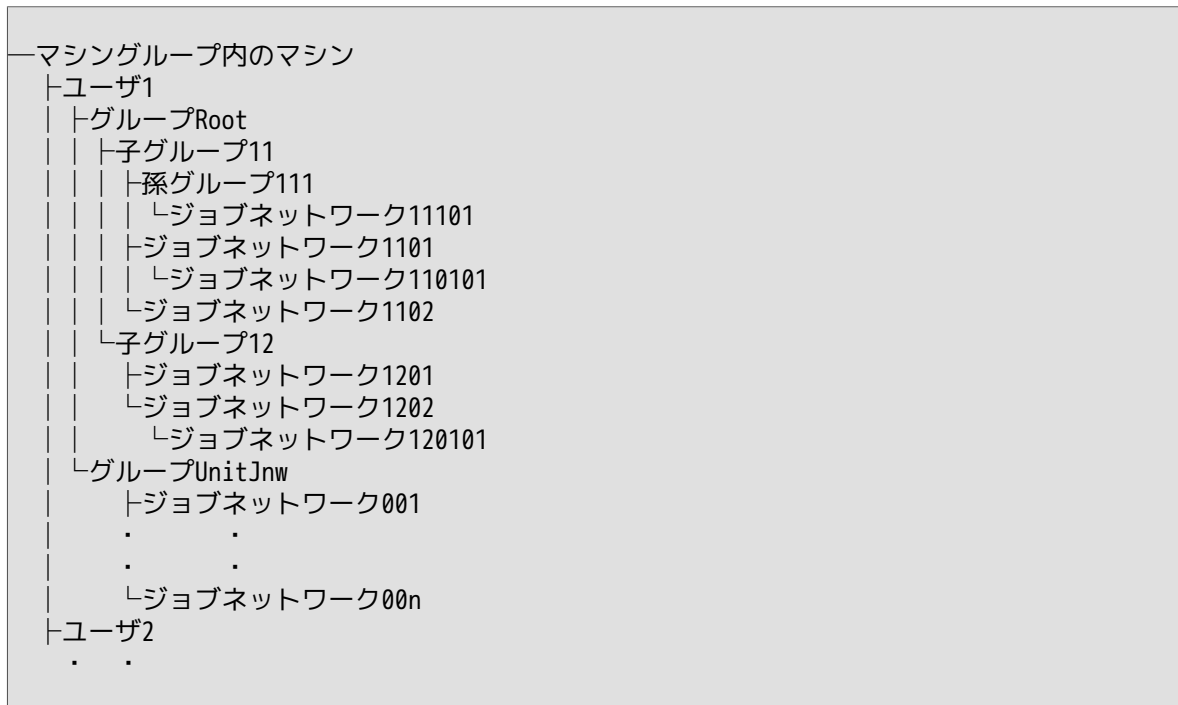 ─マシングループ内のマシン
├ユーザ1
│├グループRoot
││├子グループ11
│││├孫グループ111
││││└ジョブネットワーク11101
│││├ジョブネットワーク1101
││││└ジョブネットワーク110101
│││└ジョブネットワーク1102
││└子グループ12
││　├ジョブネットワーク1201
││　└ジョブネットワーク1202
││　　└ジョブネットワーク120101
│└グループUnitJnw
│　　├ジョブネットワーク001
│　　・　　　・
│　　・　　　・
│　　└ジョブネットワーク00n
├ユーザ2
　・　・